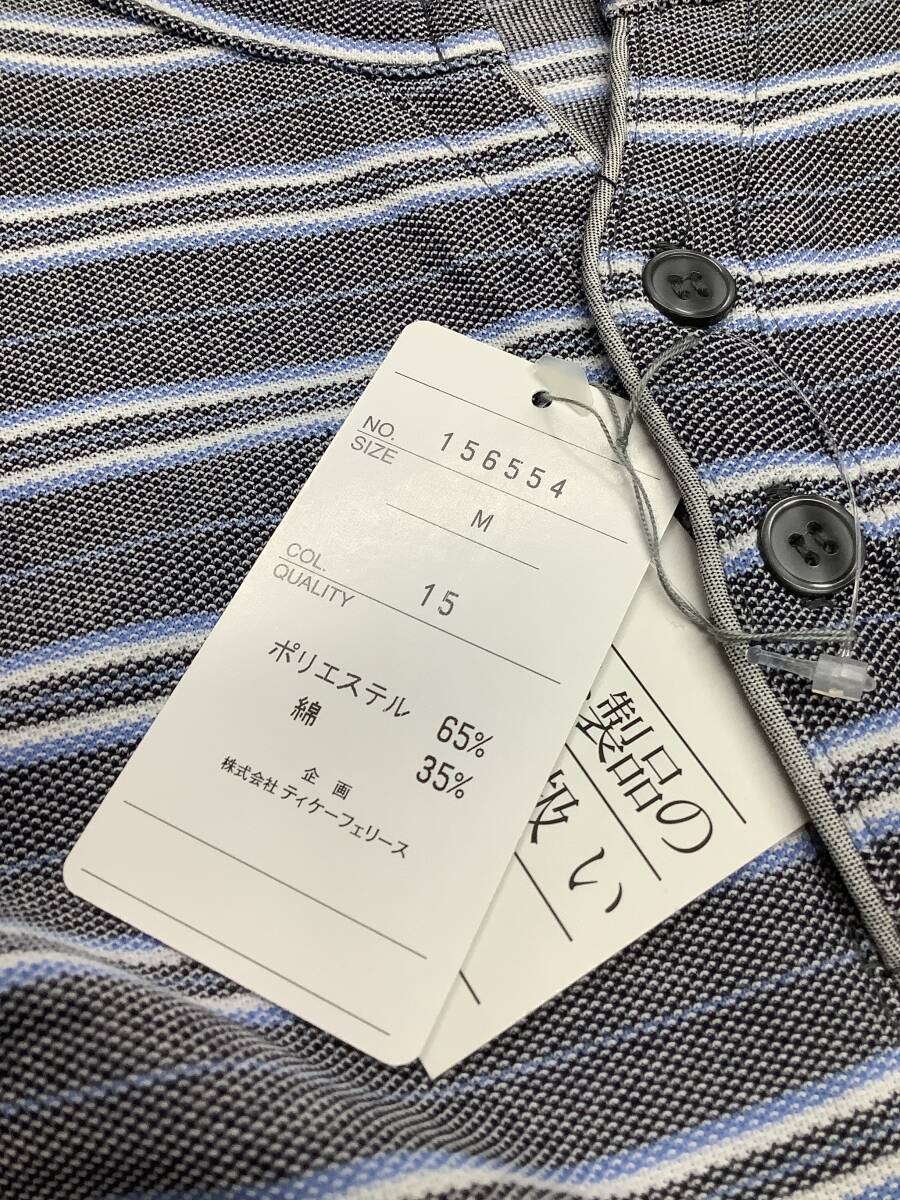 NO. 156554
SIZE
M
COL.
QUALITY 15
ポリエステル 65%
綿 35%
企画
株式会社 ティケーフェリース
製品の
扱い